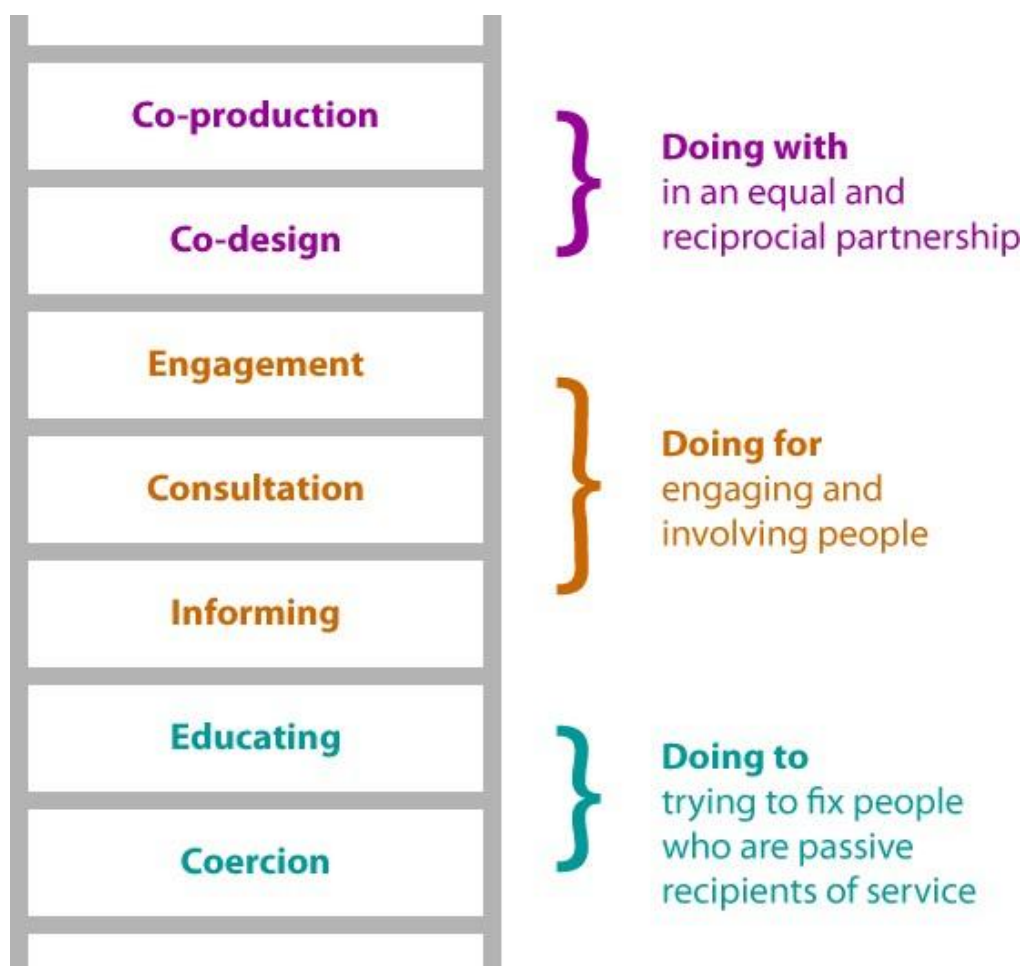 Co-production
Co-design
Doing with
in an equal and
reciprocial partnership
Engagement
Consultation
Informing
Doing for
engaging and
involving people
Educating
Coercion
Doing to
trying to fix people
who are passive
recipients of service